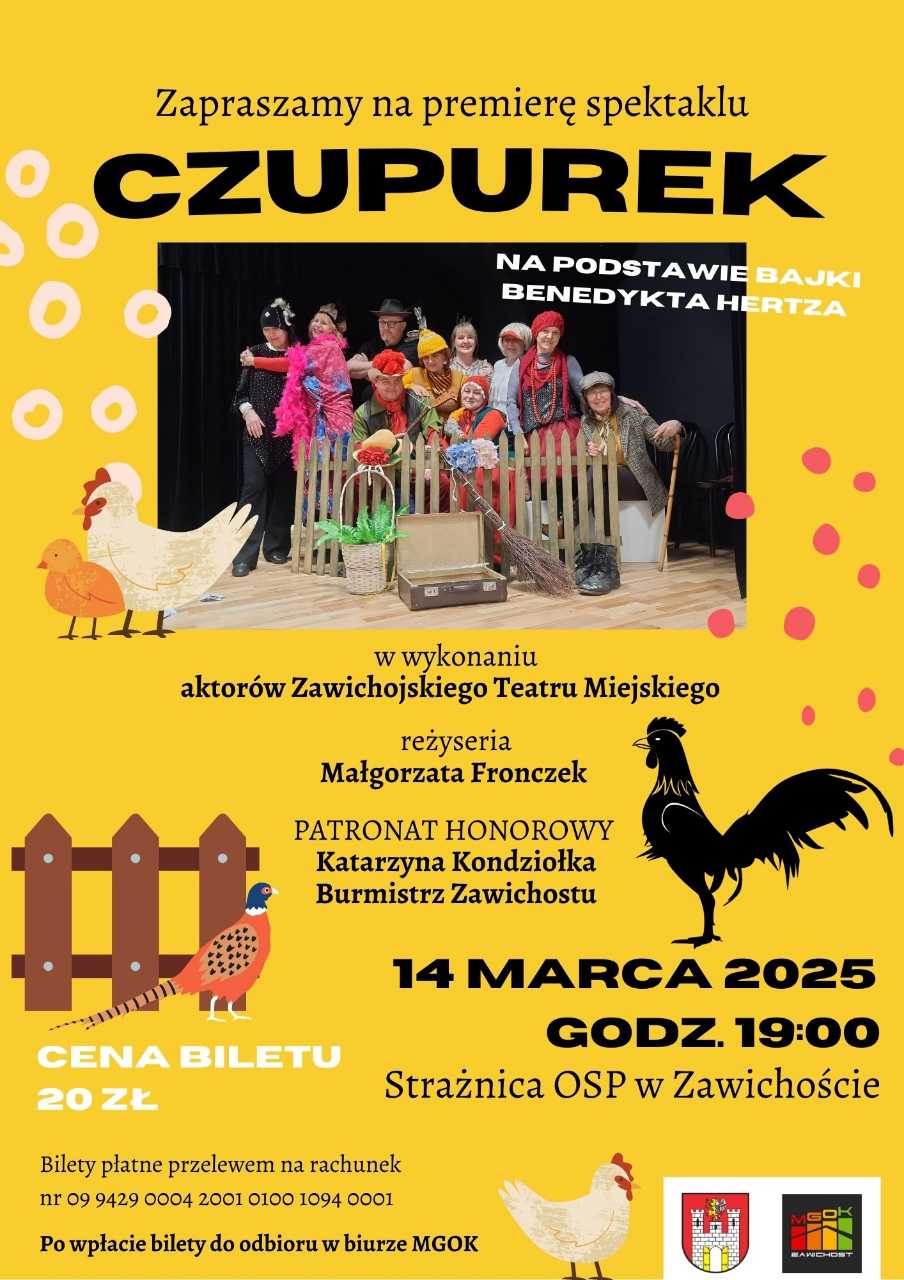 Zapraszamy na premierę spektaklu
CZUPUREK
NA PODSTAWIE BAJKI
BENEDYKTA HERTZA
w wykonaniu
aktorów Zawichojskiego Teatru Miejskiego
reżyseria
Małgorzata Fronczek
PATRONAT HONOROWY
Katarzyna Kondziołka
Burmistrz Zawichostu
14 MARCA 2025
GODZ. 19:00
Strażnica OSP w Zawichoście
CENA BILETU
20 ZŁ
Bilety płatne przelewem na rachunek
nr 09 9429 0004 2001 0100 1094 0001
Po wpłacie bilety do odbioru w biurze MGOK
MGOK
ZAWICHOST